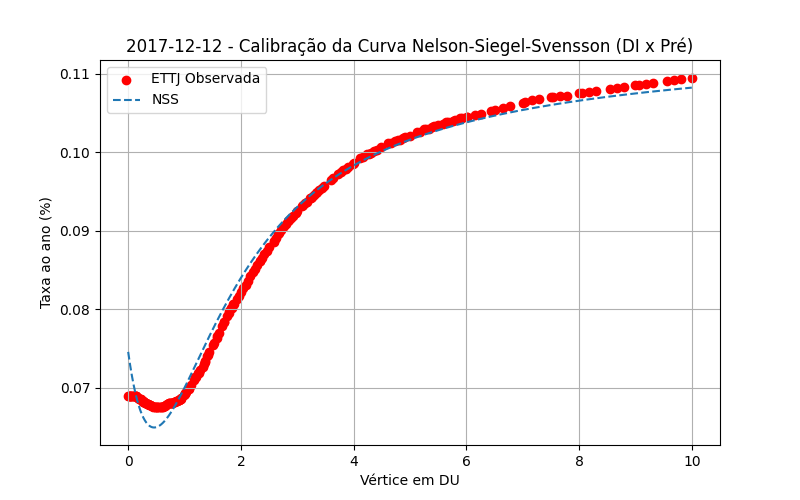 2017-12-12 - Calibração da Curva Nelson-Siegel-Svensson (DI x Pré)
ETTJ Observada
NSS
Taxa ao ano (%)
0.11
0.10
0.09
0.08
0.07
0 2 4 6 8 10
Vértice em DU